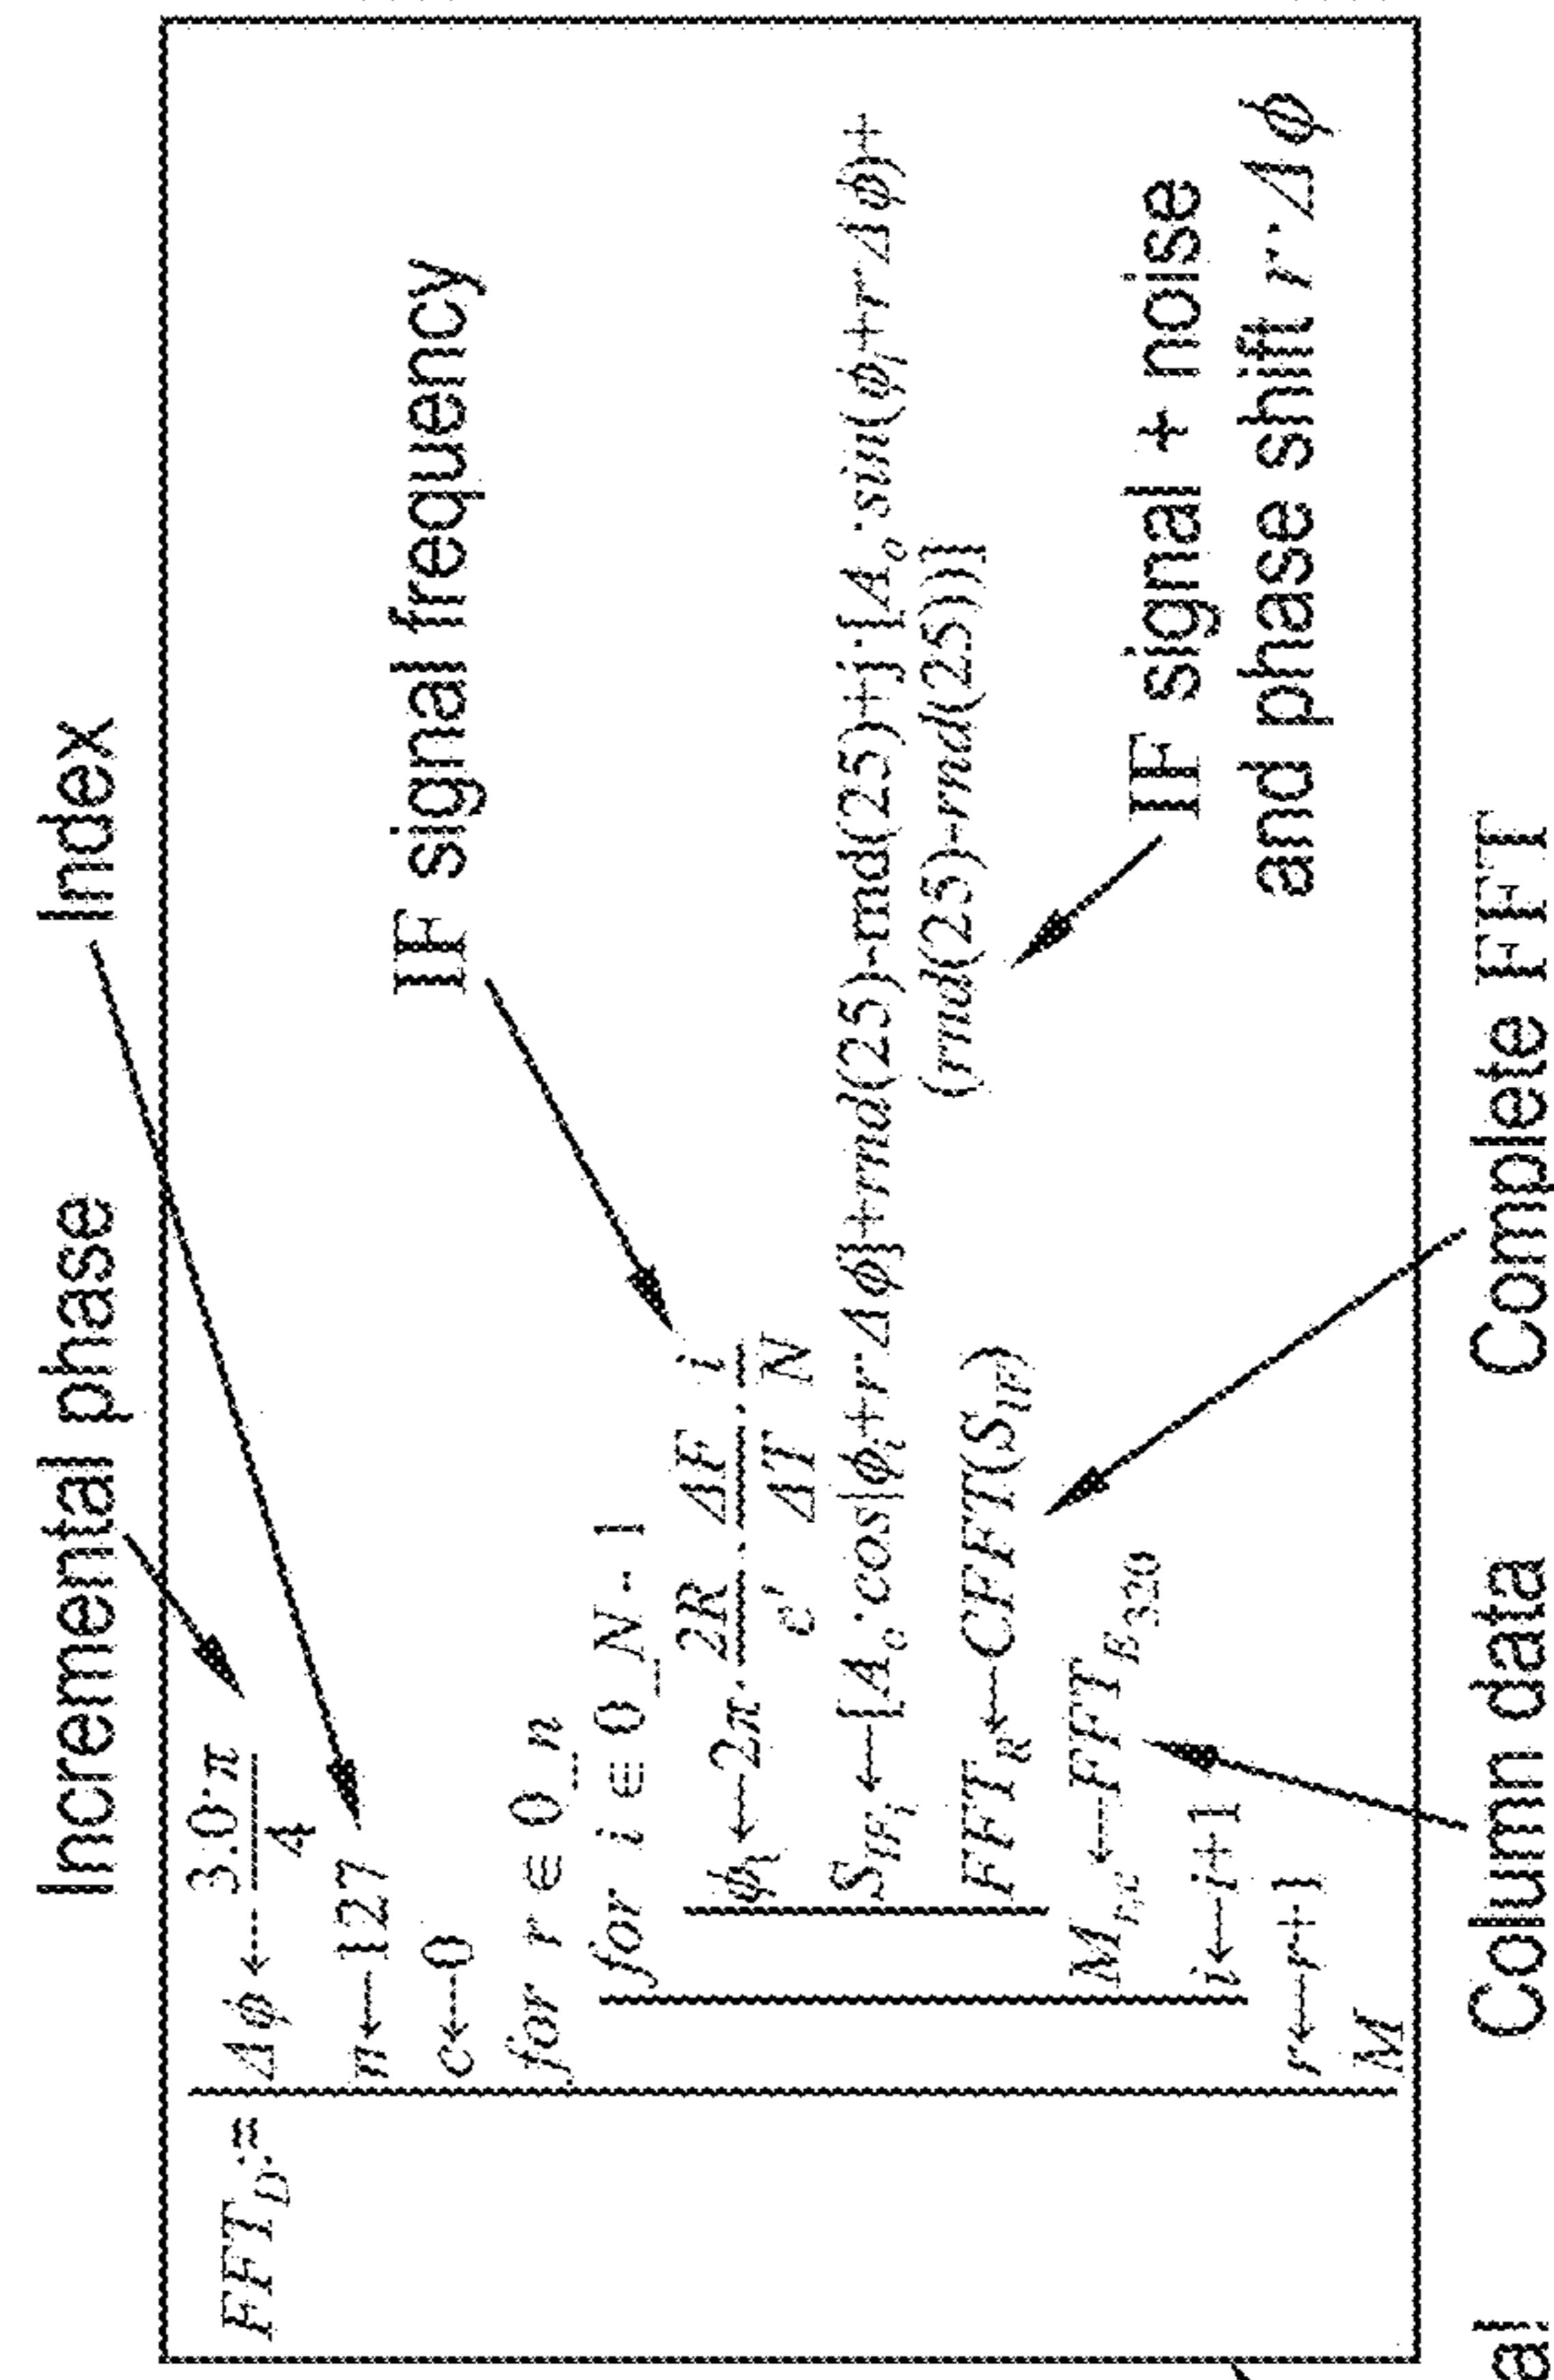 Incremental phase Index
FFT_D:= Δϕ ← 3.0·π/4
n←127
c←0
for r ∈ 0_n
for i ∈ 0_N-1
IF signal frequency
ϕ_i ← 2π· 2R/c' · ΔF/ΔT · i/N
S_IF_i ← [A_o·cos[ϕ_i+r·Δϕ]+rnd(25)-rnd(25)+j·[A_o·sin(ϕ_i+r·Δϕ)+
(rnd(25)-rnd(25))]
FFT_R←CFFT(S_IF)
IF signal + noise
and phase shift r·Δϕ
M_r,c←FFT_R_320
i←i+1
r←r+1
M
Column data Complete FFT